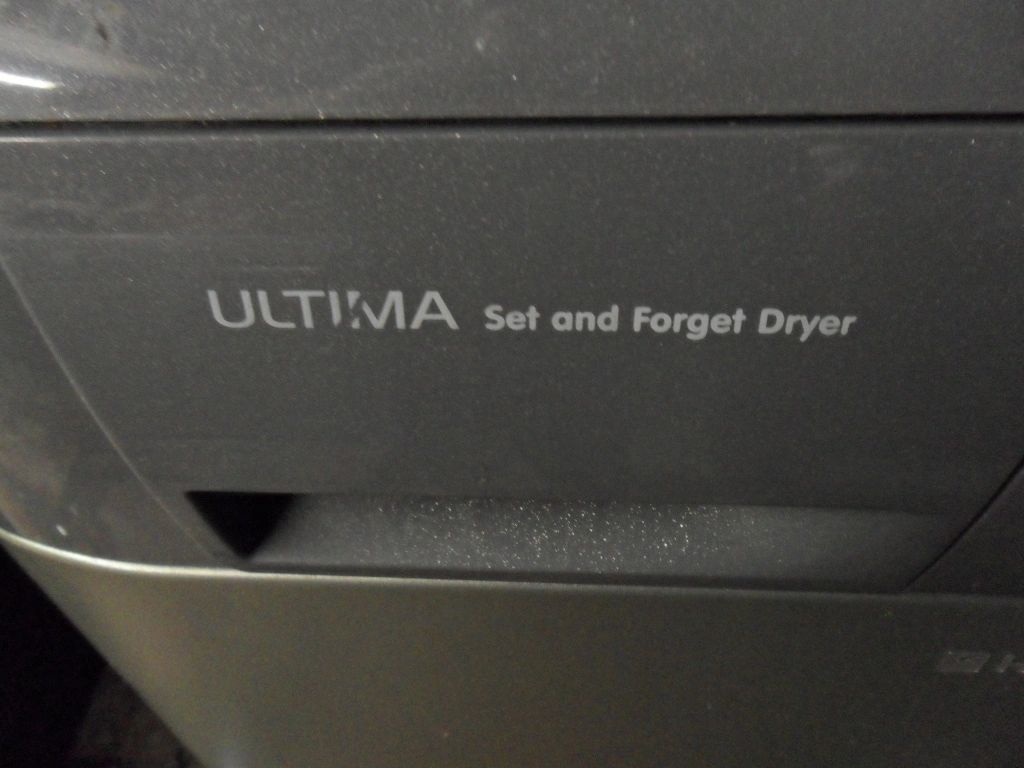 ULTIMA Set and Forget Dryer